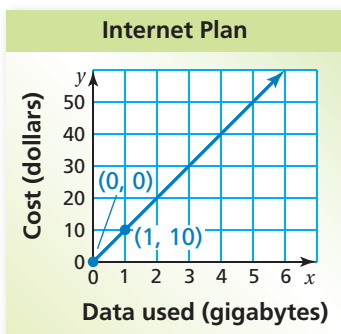 Internet Plan
y
50
40
30
20
10
0
(0, 0)
(1, 10)
0 1 2 3 4 5 6 x
Cost (dollars)
Data used (gigabytes)